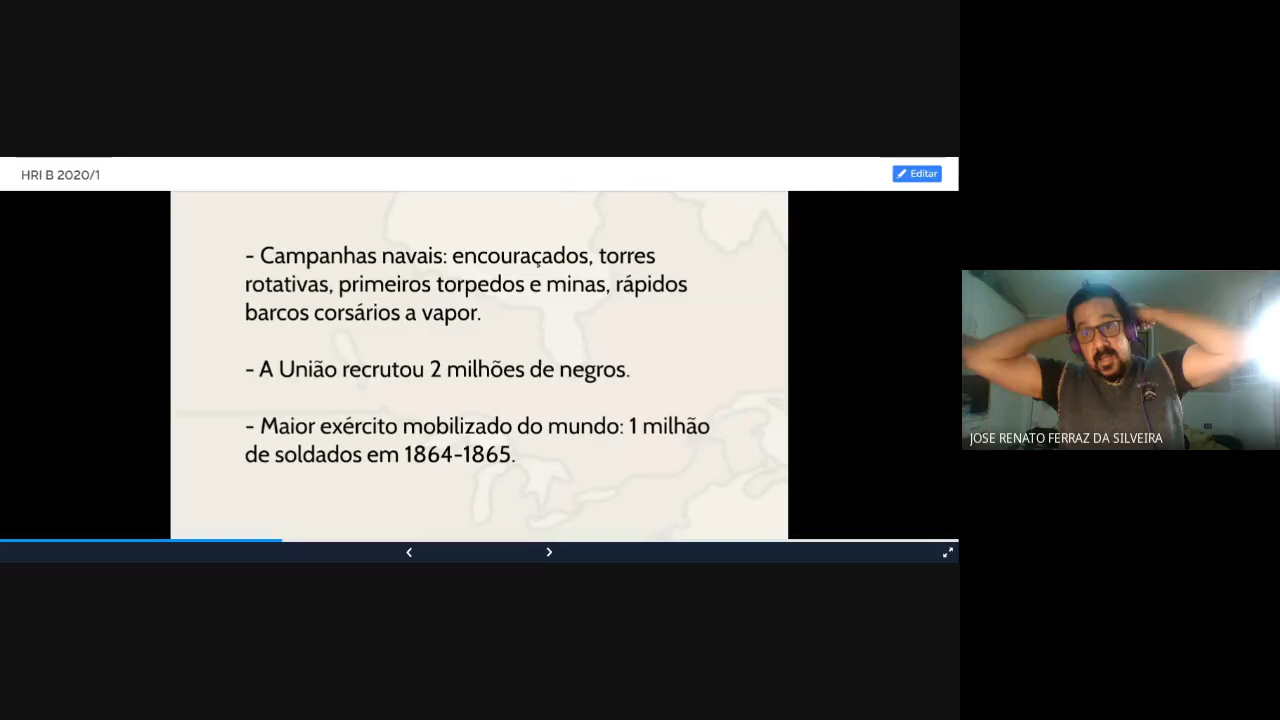 HRI B 2020/1
Editar
- Campanhas navais: encouraçados, torres
rotativas, primeiros torpedos e minas, rápidos
barcos corsários a vapor.
- A União recrutou 2 milhões de negros.
- Maior exército mobilizado do mundo: 1 milhão
de soldados em 1864-1865.
JOSE RENATO FERRAZ DA SILVEIRA